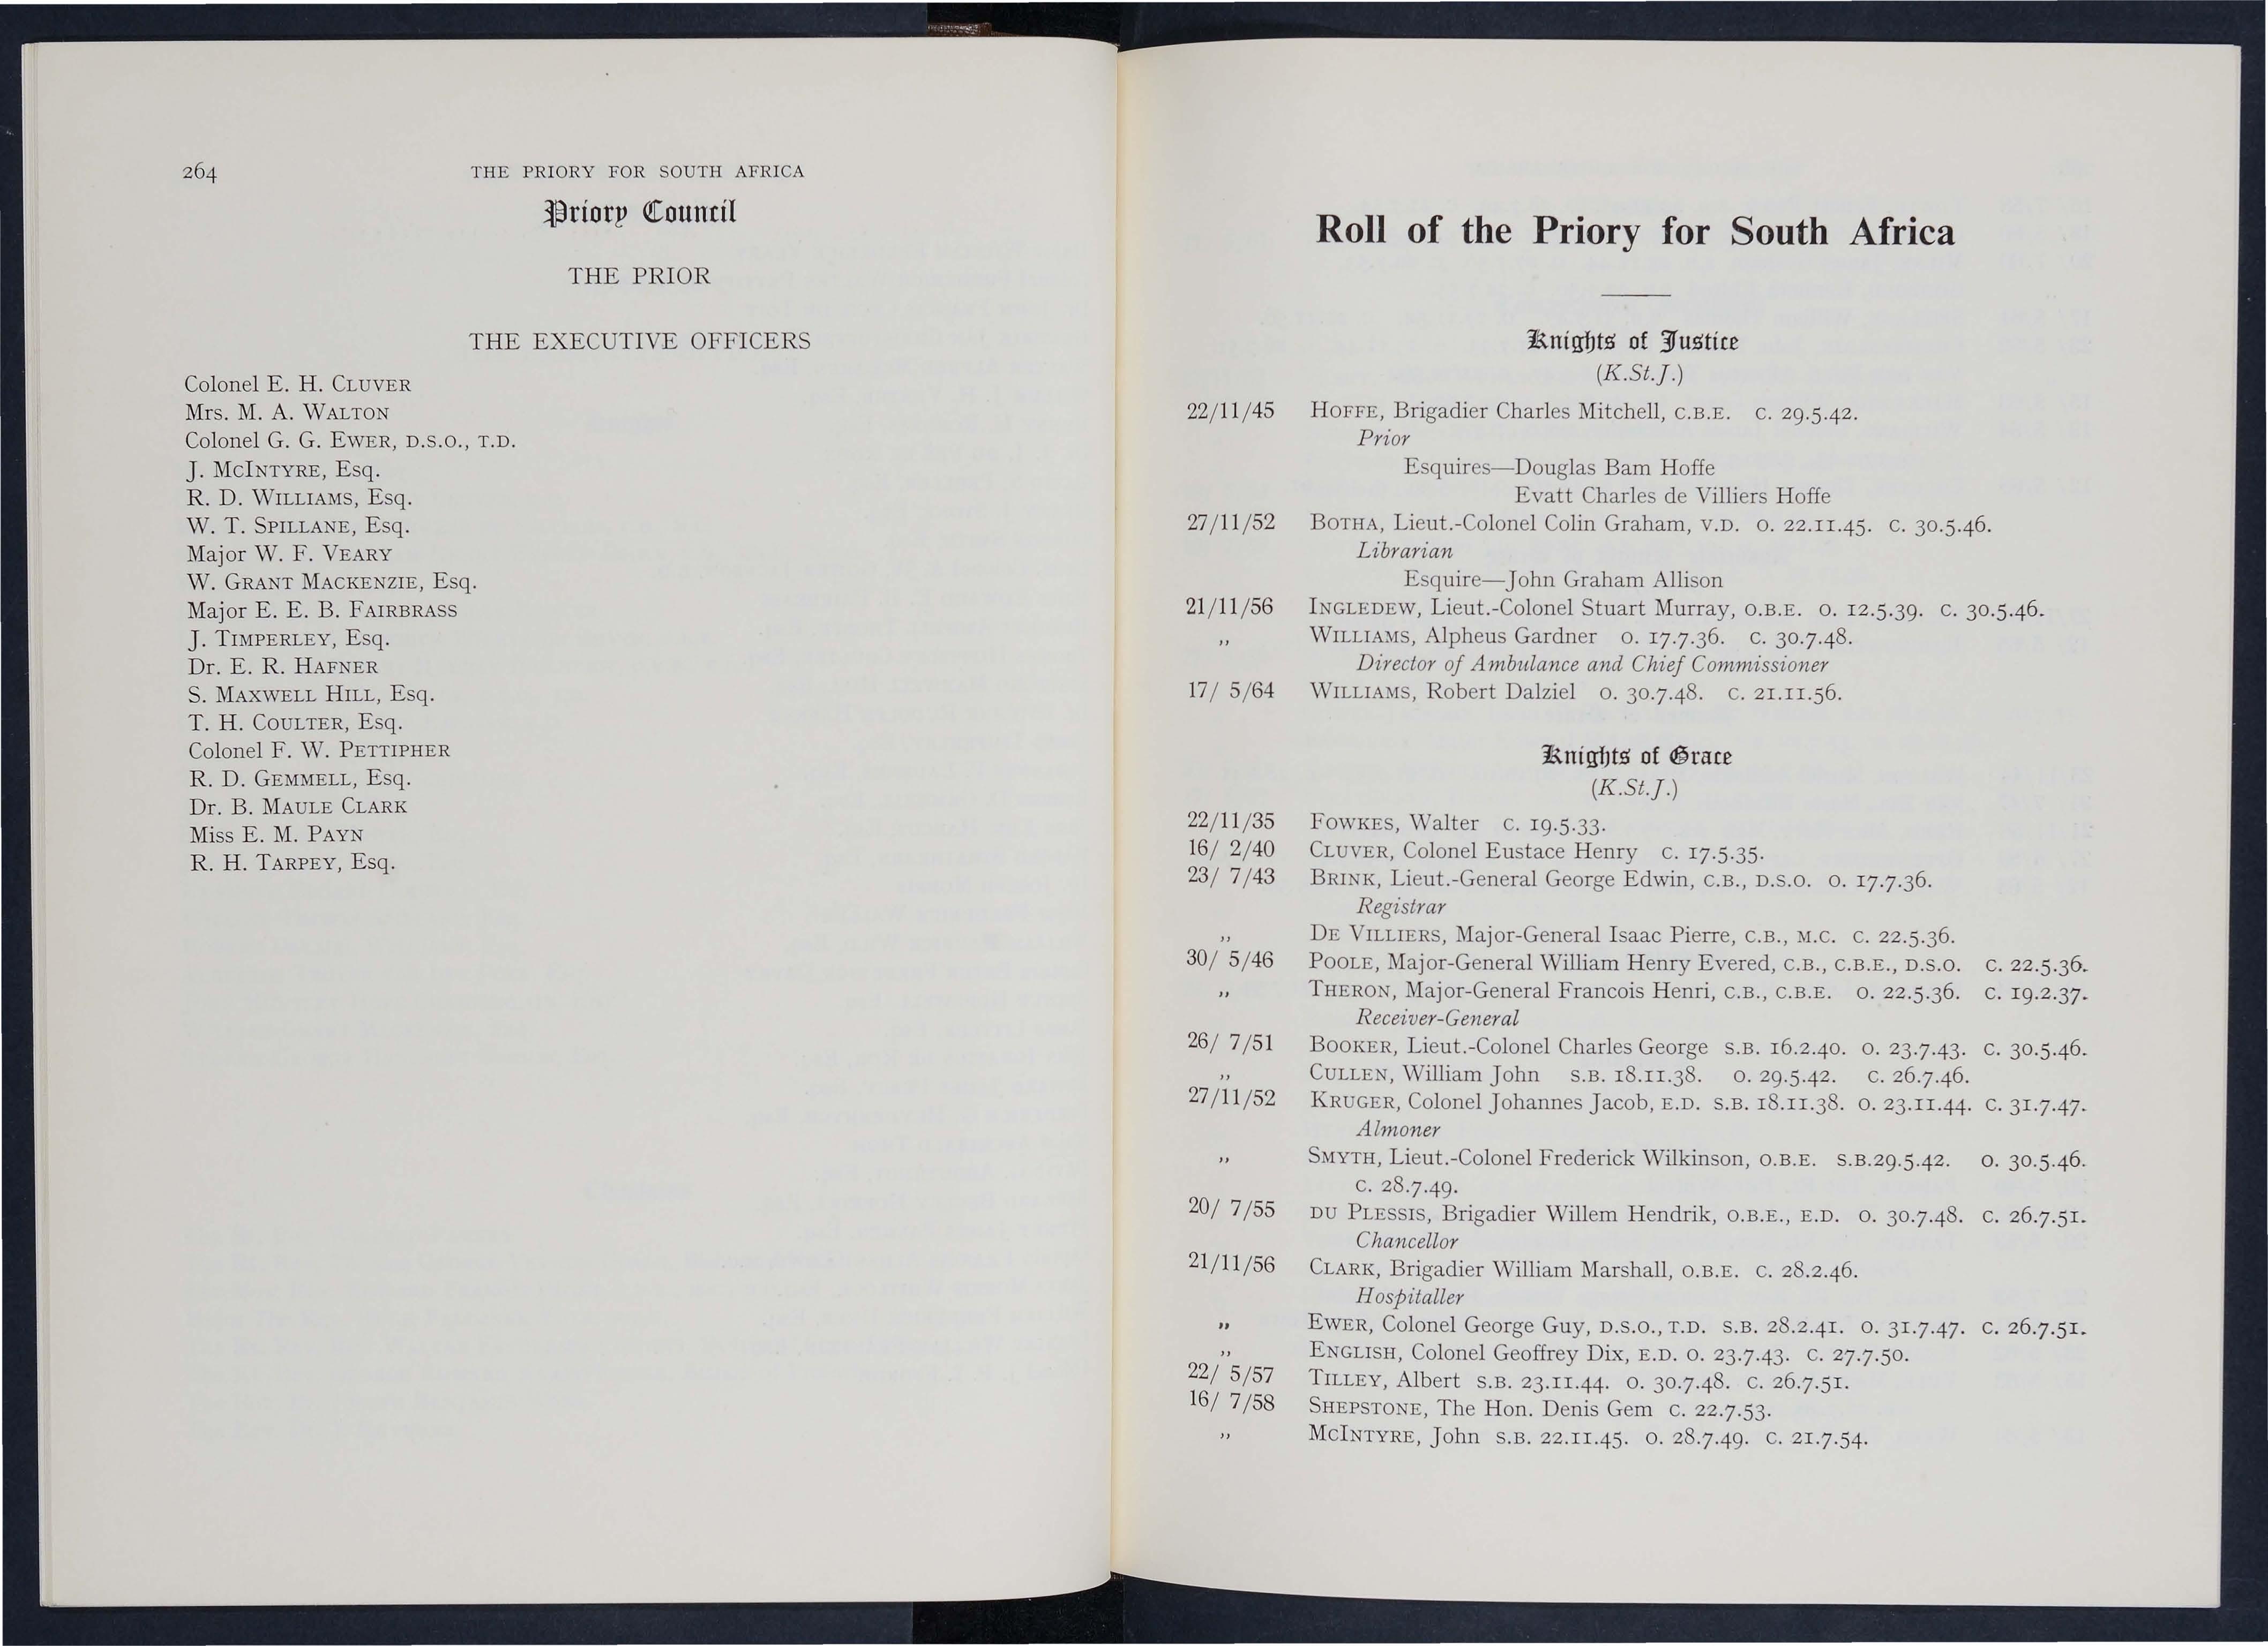 264
THE PRIORY FOR SOUTH AFRICA
Priory Council
THE PRIOR
THE EXECUTIVE OFFICERS
Colonel E. H. CLUVER
Mrs. M. A. WALTON
Colonel G. G. EWER, D.S.O., T.D.
J. MCINTYRE, Esq.
R. D. WILLIAMS, Esq.
W. T. SPILLANE, Esq.
Major W. F. VEARY
W. GRANT MACKENZIE, Esq.
Major E. E. B. FAIRBRASS
J. TIMPERLEY, Esq.
Dr. E. R. HAFNER
S. MAXWELL HILL, Esq.
T. H. COULTER, Esq.
Colonel F. W. PETTIPHER
R. D. GEMMELL, Esq.
Dr. B. MAULE CLARK
Miss E. M. PAYN
R. H. TARPEY, Esq.
Roll of the Priory for South Africa
Knights of Justice
(K.St.J.)
22/11/45 HOFFE, Brigadier Charles Mitchell, C.B.E. C. 29.5.42.
Prior
Esquires—Douglas Bam Hoffe
Evatt Charles de Villiers Hoffe
27/11/52 BOTHA, Lieut.-Colonel Colin Graham, V.D. O. 22.11.45. C. 30.5.46.
Librarian
Esquire—John Graham Allison
21/11/56 INGLEDEW, Lieut.-Colonel Stuart Murray, O.B.E. O. 12.5.39. C. 30.5.46.
,, WILLIAMS, Alpheus Gardner O. 17.7.36. C. 30.7.48.
Director of Ambulance and Chief Commissioner
17/ 5/64 WILLIAMS, Robert Dalziel O. 30.7.48. C. 21.11.56.
Knights of Grace
(K.St.J.)
22/11/35 FOWKES, Walter C. 19.5.33.
16/ 2/40 CLUVER, Colonel Eustace Henry C. 17.5.35.
23/ 7/43 BRINK, Lieut.-General George Edwin, C.B., D.S.O. O. 17.7.36.
Registrar
,, DE VILLIERS, Major-General Isaac Pierre, C.B., M.C. C. 22.5.36.
30/ 5/46 POOLE, Major-General William Henry Evered, C.B., C.B.E., D.S.O. C. 22.5.36.
,, THERON, Major-General Francois Henri, C.B., C.B.E. O. 22.5.36. C. 19.2.37.
Receiver-General
26/ 7/51 BOOKER, Lieut.-Colonel Charles George S.B. 16.2.40. O. 23.7.43. C. 30.5.46.
,, CULLEN, William John S.B. 18.11.38. O. 29.5.42. C. 26.7.46.
27/11/52 KRUGER, Colonel Johannes Jacob, E.D. S.B. 18.11.38. O. 23.11.44. C. 31.7.47.
Almoner
,, SMYTH, Lieut.-Colonel Frederick Wilkinson, O.B.E. S.B.29.5.42. O. 30.5.46.
C. 28.7.49.
20/ 7/55 DU PLESSIS, Brigadier Willem Hendrik, O.B.E., E.D. O. 30.7.48. C. 26.7.51.
Chancellor
21/11/56 CLARK, Brigadier William Marshall, O.B.E. C. 28.2.46.
Hospitaller
,, EWER, Colonel George Guy, D.S.O., T.D. S.B. 28.2.41. O. 31.7.47. C. 26.7.51.
,, ENGLISH, Colonel Geoffrey Dix, E.D. O. 23.7.43. C. 27.7.50.
22/ 5/57 TILLEY, Albert S.B. 23.11.44. O. 30.7.48. C. 26.7.51.
16/ 7/58 SHEPSTONE, The Hon. Denis Gem C. 22.7.53.
,, MCINTYRE, John S.B. 22.11.45. O. 28.7.49. C. 21.7.54.